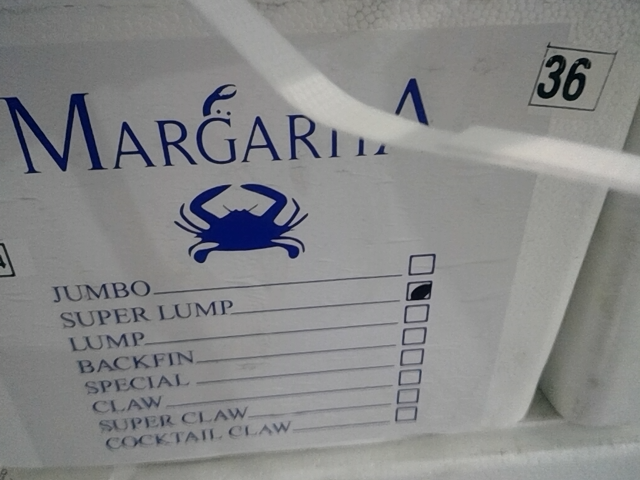 36
MARGARITA
JUMBO
SUPER LUMP
LUMP
BACKFIN
SPECIAL
CLAW
SUPER CLAW
COCKTAIL CLAW